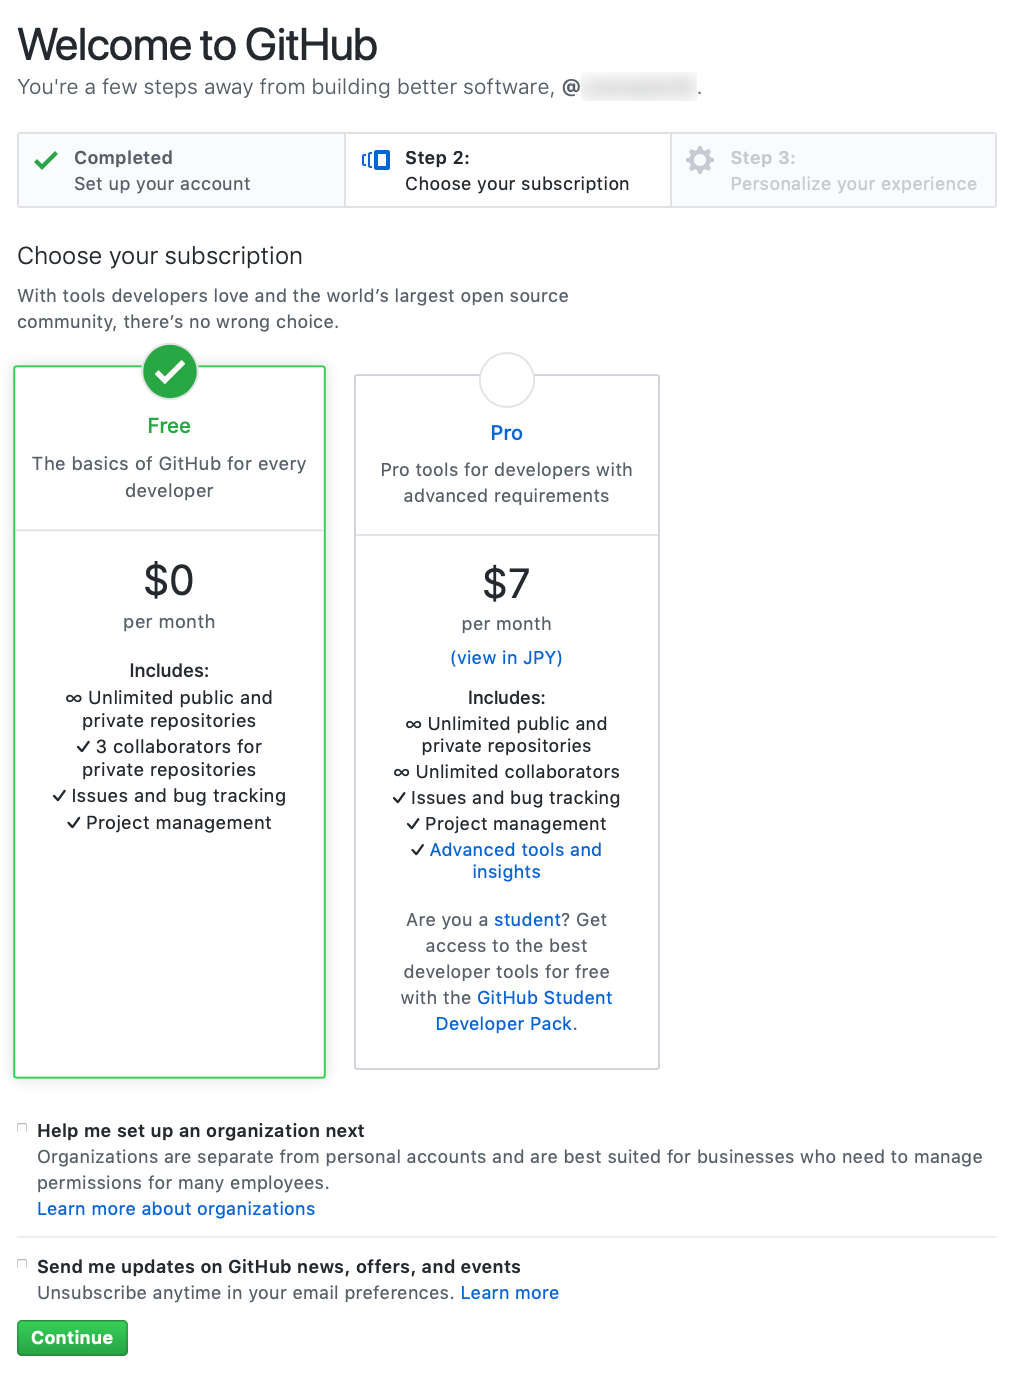 Welcome to GitHub
You're a few steps away from building better software, @
Completed
Set up your account
Step 2:
Choose your subscription
Step 3:
Personalize your experience
Choose your subscription
With tools developers love and the world’s largest open source
community, there’s no wrong choice.
Free
The basics of GitHub for every
developer
$0
per month
Includes:
∞ Unlimited public and
private repositories
✓ 3 collaborators for
private repositories
✓ Issues and bug tracking
✓ Project management
Pro
Pro tools for developers with
advanced requirements
$7
per month
(view in JPY)
Includes:
∞ Unlimited public and
private repositories
∞ Unlimited collaborators
✓ Issues and bug tracking
✓ Project management
✓ Advanced tools and
insights
Are you a student? Get
access to the best
developer tools for free
with the GitHub Student
Developer Pack.
Help me set up an organization next
Organizations are separate from personal accounts and are best suited for businesses who need to manage
permissions for many employees.
Learn more about organizations
Send me updates on GitHub news, offers, and events
Unsubscribe anytime in your email preferences. Learn more
Continue